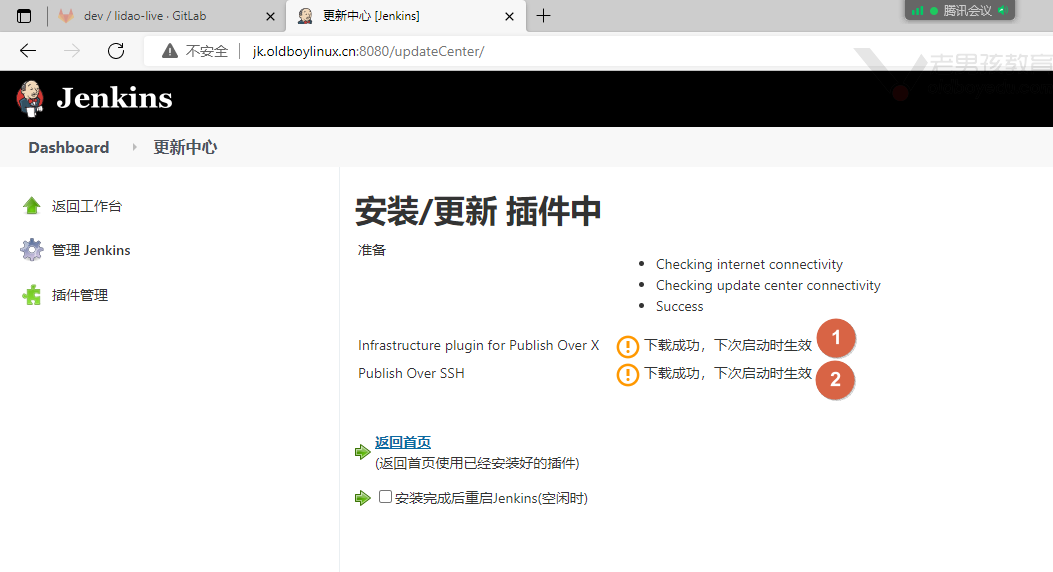 dev / lidao-live · GitLab
更新中心 [Jenkins]
腾讯会议
不安全
jk.oldboylinux.cn:8080/updateCenter/
老男孩教育
Jenkins
Dashboard
更新中心
返回工作台
管理 Jenkins
插件管理
安装/更新 插件中
准备
Checking internet connectivity
Checking update center connectivity
Success
Infrastructure plugin for Publish Over X
下载成功，下次启动时生效
1
Publish Over SSH
下载成功，下次启动时生效
2
返回首页
(返回首页使用已经安装好的插件)
安装完成后重启Jenkins(空闲时)